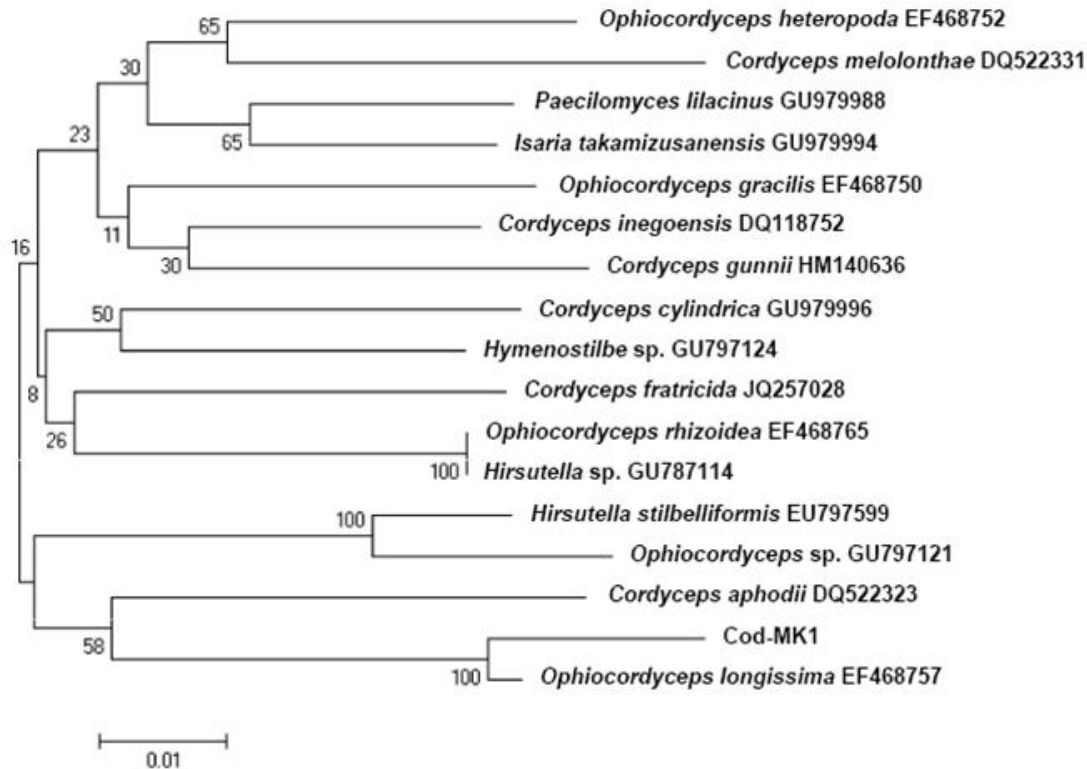 65
Ophiocordyceps heteropoda EF468752
Cordyceps melolonthae DQ522331
30
Paecilomyces lilacinus GU979988
23
65
Isaria takamizusanensis GU979994
Ophiocordyceps gracilis EF468750
11
Cordyceps inegoensis DQ118752
16
30
Cordyceps gunnii HM140636
50
Cordyceps cylindrica GU979996
Hymenostilbe sp. GU797124
8
Cordyceps fratricida JQ257028
26
Ophiocordyceps rhizoidea EF468765
100
Hirsutella sp. GU787114
100
Hirsutella stilbelliformis EU797599
Ophiocordyceps sp. GU797121
Cordyceps aphodii DQ522323
58
Cod-MK1
100
Ophiocordyceps longissima EF468757
0.01